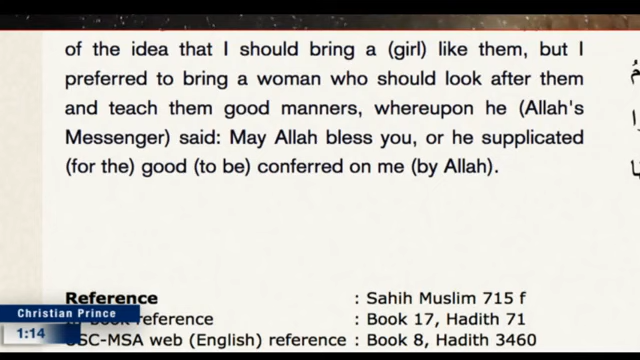 of the idea that I should bring a (girl) like them, but I
preferred to bring a woman who should look after them
and teach them good manners, whereupon he (Allah's
Messenger) said: May Allah bless you, or he supplicated
(for the) good (to be) conferred on me (by Allah).
Reference : Sahih Muslim 715 f
reference : Book 17, Hadith 71
web (English) reference : Book 8, Hadith 3460
Christian Prince
1:14